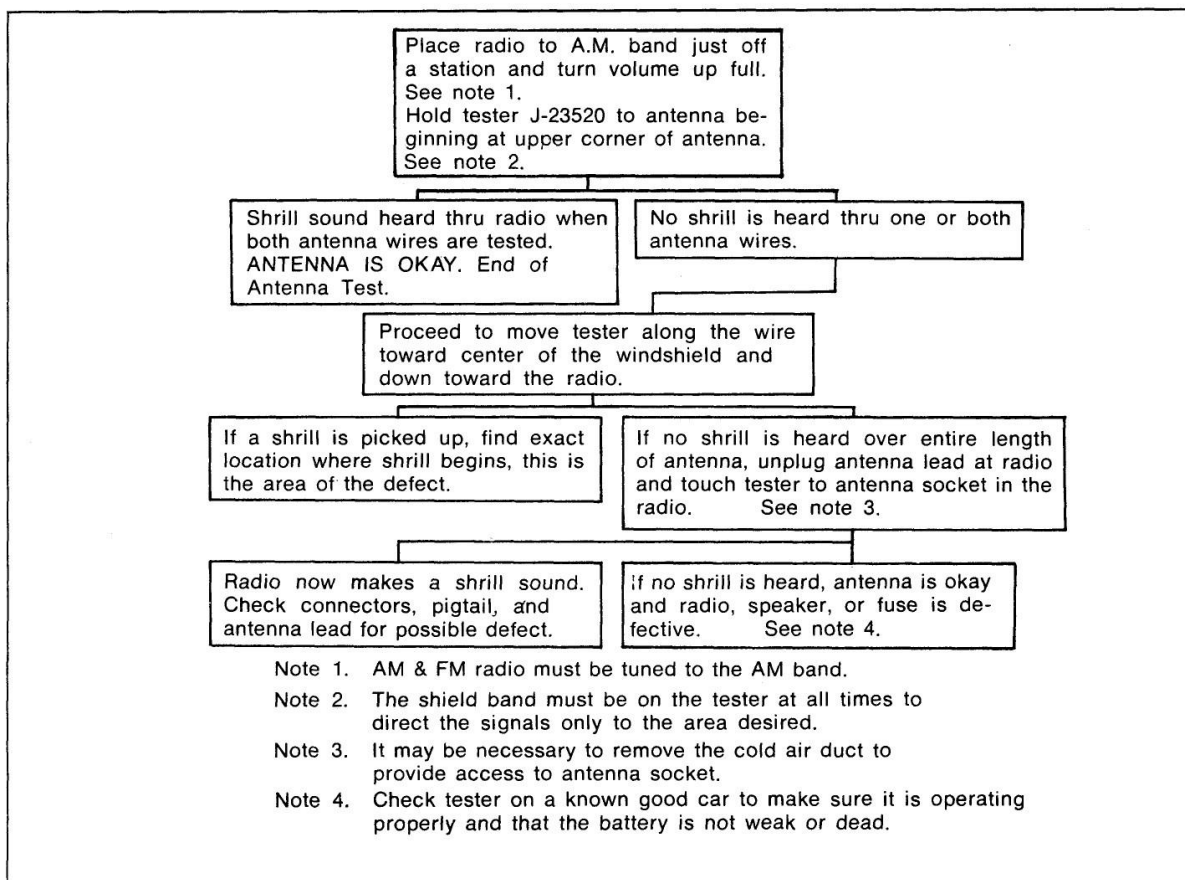 Place radio to A.M. band just off
a station and turn volume up full.
See note 1.
Hold tester J-23520 to antenna be-
ginning at upper corner of antenna.
See note 2.
Shrill sound heard thru radio when
both antenna wires are tested.
ANTENNA IS OKAY. End of
Antenna Test.
No shrill is heard thru one or both
antenna wires.
Proceed to move tester along the wire
toward center of the windshield and
down toward the radio.
If a shrill is picked up, find exact
location where shrill begins, this is
the area of the defect.
If no shrill is heard over entire length
of antenna, unplug antenna lead at radio
and touch tester to antenna socket in the
radio. See note 3.
Radio now makes a shrill sound.
Check connectors, pigtail, and
antenna lead for possible defect.
If no shrill is heard, antenna is okay
and radio, speaker, or fuse is de-
fective. See note 4.
Note 1. AM & FM radio must be tuned to the AM band.
Note 2. The shield band must be on the tester at all times to
direct the signals only to the area desired.
Note 3. It may be necessary to remove the cold air duct to
provide access to antenna socket.
Note 4. Check tester on a known good car to make sure it is operating
properly and that the battery is not weak or dead.